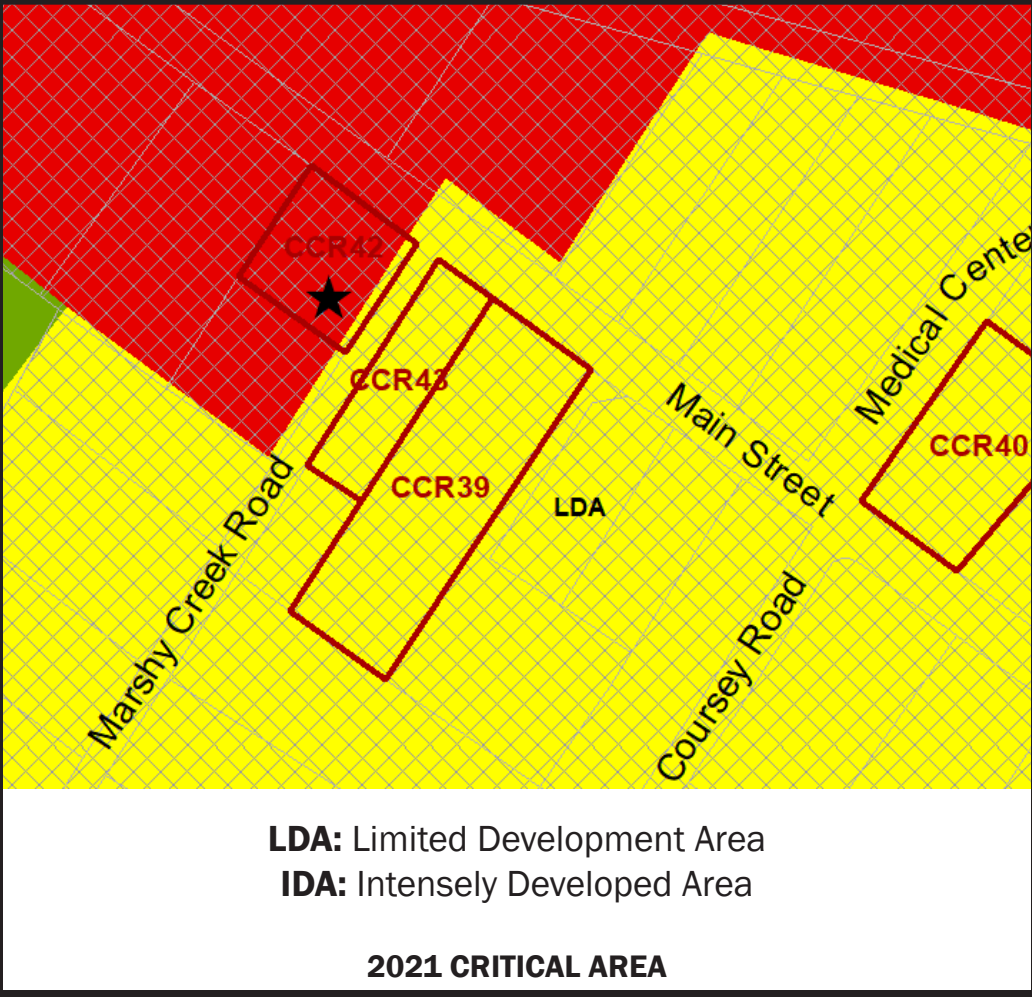 CCR42
CCR43
CCR39
LDA
CCR40
Main Street
Medical Cente
Marshy Creek Road
Coursey Road
LDA: Limited Development Area
IDA: Intensely Developed Area
2021 CRITICAL AREA